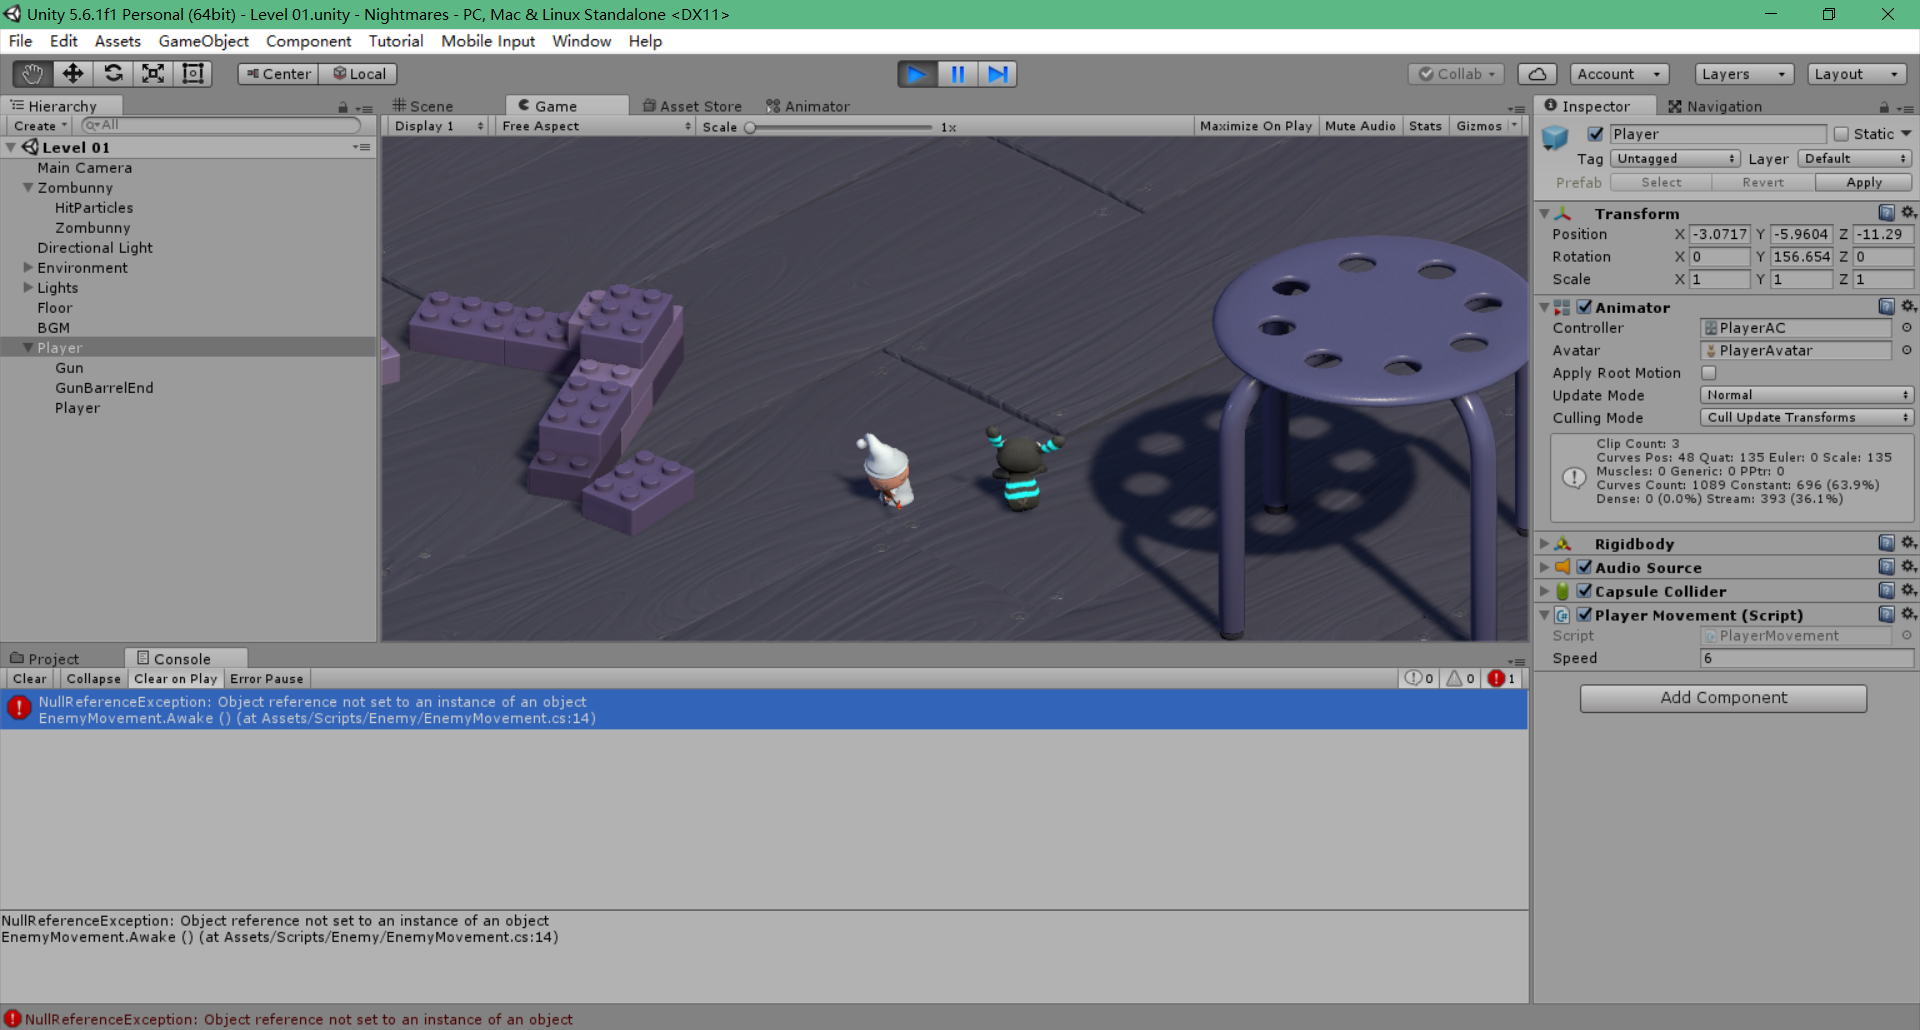 Unity 5.6.1f1 Personal (64bit) - Level 01.unity - Nightmares - PC, Mac & Linux Standalone <DX11>
File Edit Assets GameObject Component Tutorial Mobile Input Window Help
Center Local Collab Account Layers Layout
Hierarchy
Create All
Level 01
Main Camera
Zombunny
HitParticles
Zombunny
Directional Light
Environment
Lights
Floor
BGM
Player
Gun
GunBarrelEnd
Player
Scene Game Asset Store Animator
Display 1 Free Aspect Scale 1x Maximize On Play Mute Audio Stats Gizmos
Inspector Navigation
Player Static
Tag Untagged Layer Default
Prefab Select Revert Apply
Transform
Position X -3.0717 Y -5.9604 Z -11.29
Rotation X 0 Y 156.654 Z 0
Scale X 1 Y 1 Z 1
Animator
Controller PlayerAC
Avatar PlayerAvatar
Apply Root Motion
Update Mode Normal
Culling Mode Cull Update Transforms
Clip Count: 3
Curves Pos: 48 Quat: 135 Euler: 0 Scale: 135
Muscles: 0 Generic: 0 PPtr: 0
Curves Count: 1089 Constant: 696 (63.9%)
Dense: 0 (0.0%) Stream: 393 (36.1%)
Rigidbody
Audio Source
Capsule Collider
Player Movement (Script)
Script PlayerMovement
Speed 6
Add Component
Project Console
Clear Collapse Clear on Play Error Pause 0 0 1
NullReferenceException: Object reference not set to an instance of an object
EnemyMovement.Awake () (at Assets/Scripts/Enemy/EnemyMovement.cs:14)
NullReferenceException: Object reference not set to an instance of an object
EnemyMovement.Awake () (at Assets/Scripts/Enemy/EnemyMovement.cs:14)
NullReferenceException: Object reference not set to an instance of an object